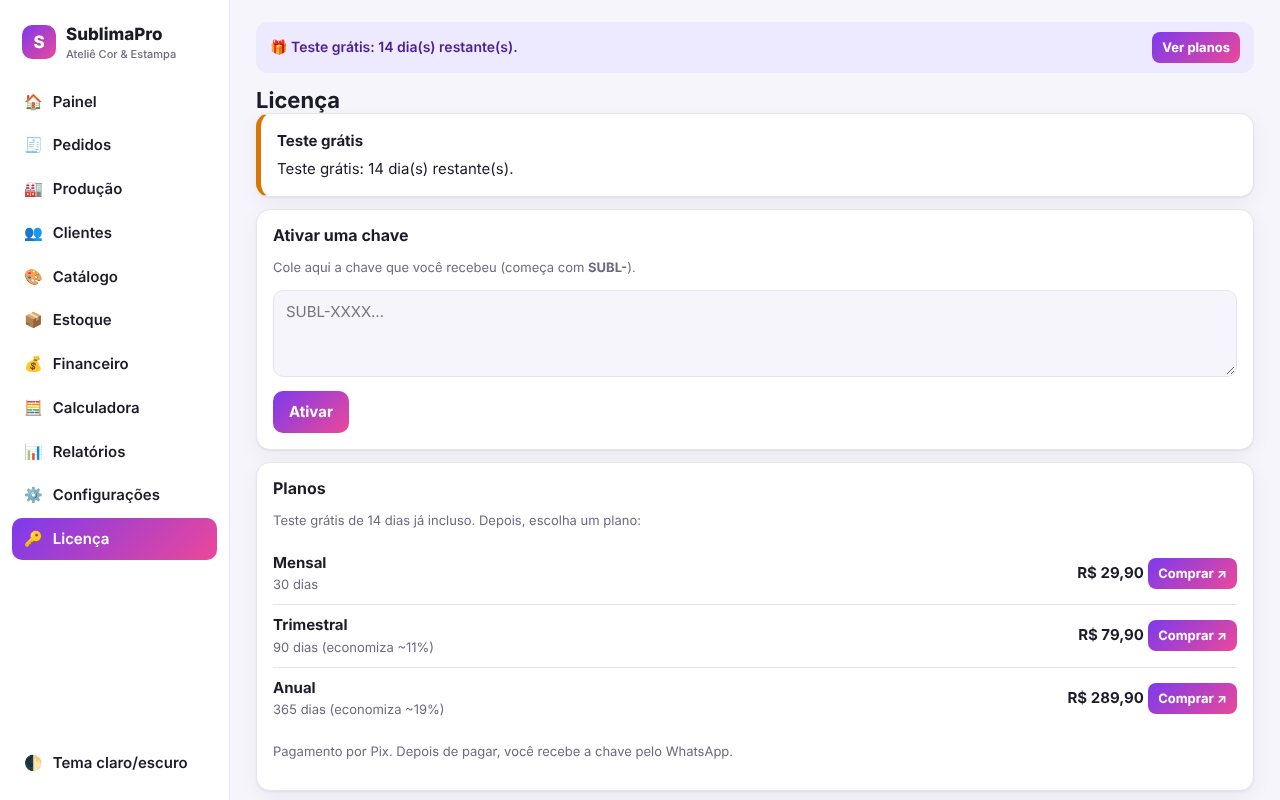 S
SublimaPro
Ateliê Cor & Estampa
Painel
Pedidos
Produção
Clientes
Catálogo
Estoque
Financeiro
Calculadora
Relatórios
Configurações
Licença
Tema claro/escuro
Teste grátis: 14 dia(s) restante(s).
Ver planos
Licença
Teste grátis
Teste grátis: 14 dia(s) restante(s).
Ativar uma chave
Cole aqui a chave que você recebeu (começa com SUBL-).
SUBL-XXXX...
Ativar
Planos
Teste grátis de 14 dias já incluso. Depois, escolha um plano:
Mensal
30 dias
R$ 29,90 Comprar ↗
Trimestral
90 dias (economiza ~11%)
R$ 79,90 Comprar ↗
Anual
365 dias (economiza ~19%)
R$ 289,90 Comprar ↗
Pagamento por Pix. Depois de pagar, você recebe a chave pelo WhatsApp.